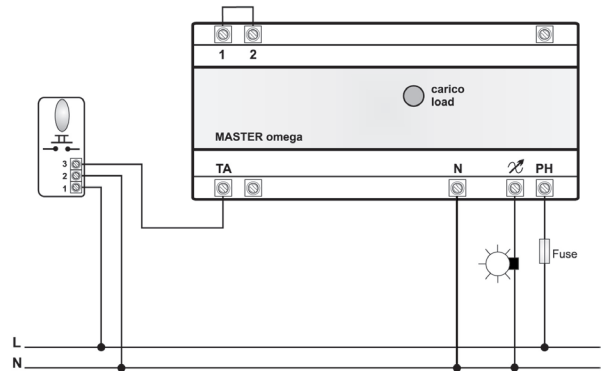 1 2
carico
load
MASTER omega
3
2
1
TA N PH
Fuse
L
N